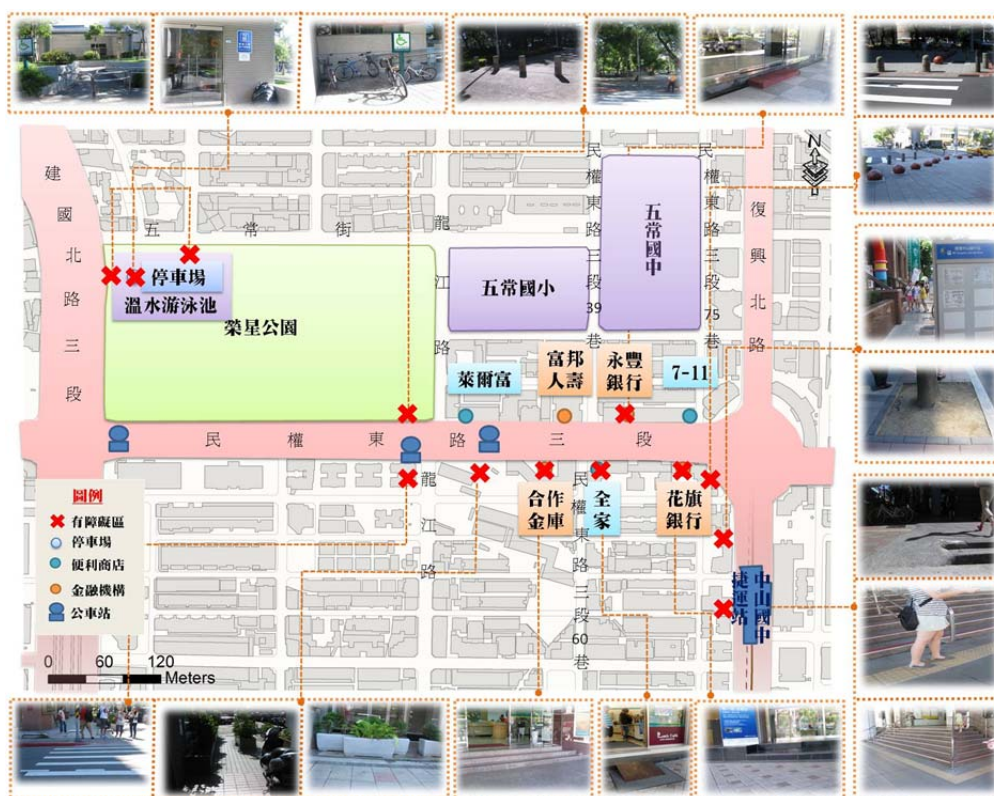 N
建國北路三段
五常街
龍江路
民權東路三段39巷
民權東路三段75巷
復興北路
五常國中
五常國小
停車場
溫水游泳池
榮星公園
萊爾富
富邦
人壽
永豐
銀行
7-11
民權東路三段
合作
金庫
全家
花旗
銀行
龍江路
民權東路三段60巷
中山國中
捷運站
圖例
有障礙區
停車場
便利商店
金融機構
公車站
0 60 120
Meters